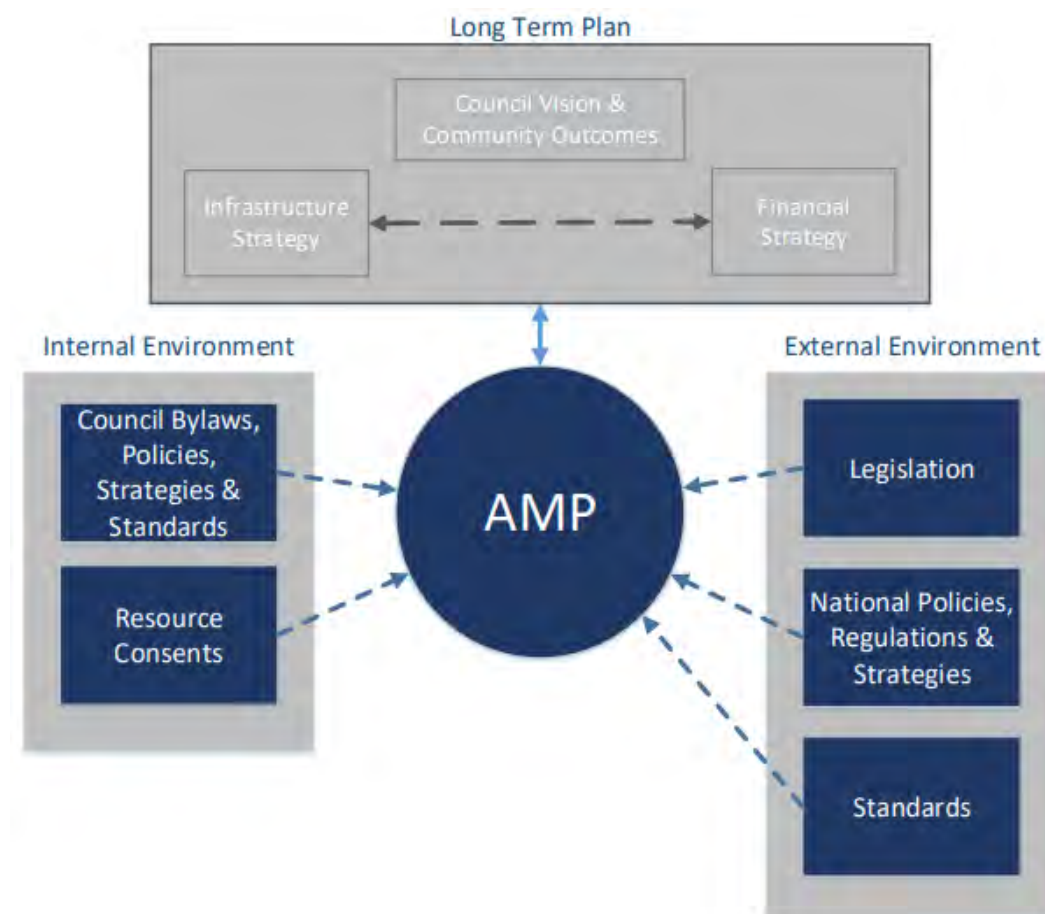 Long Term Plan
Council Vision &
Community Outcomes
Infrastructure
Strategy
Financial
Strategy
Internal Environment
External Environment
Council Bylaws,
Policies,
Strategies &
Standards
Resource
Consents
AMP
Legislation
National Policies,
Regulations &
Strategies
Standards